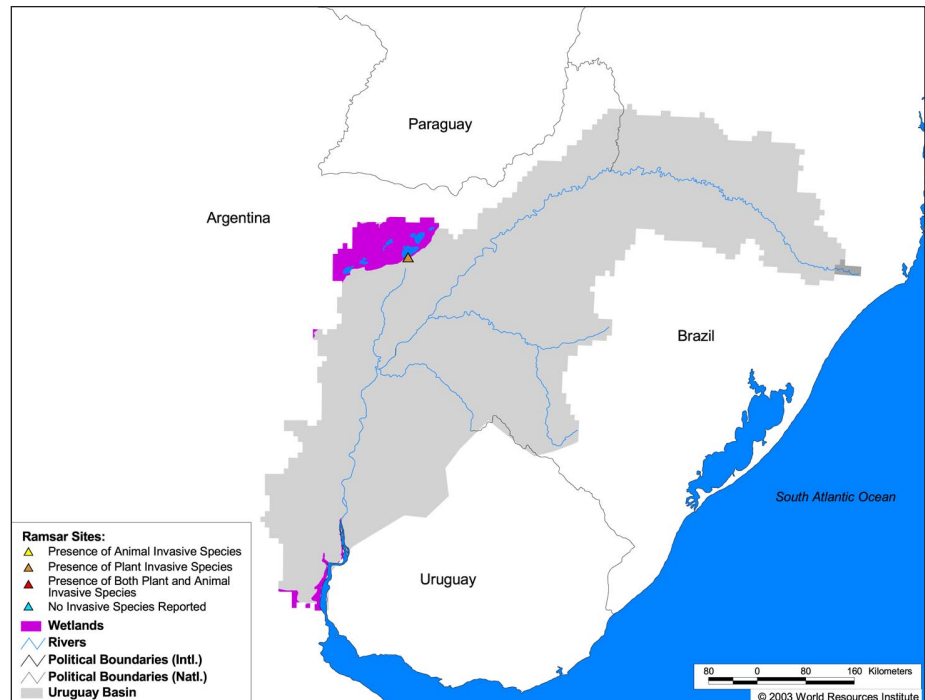 Paraguay
Argentina
Brazil
South Atlantic Ocean
Uruguay
Ramsar Sites:
Presence of Animal Invasive Species
Presence of Plant Invasive Species
Presence of Both Plant and Animal
Invasive Species
No Invasive Species Reported
Wetlands
Rivers
Political Boundaries (Intl.)
Political Boundaries (Natl.)
Uruguay Basin
80 0 80 160 Kilometers
© 2003 World Resources Institute